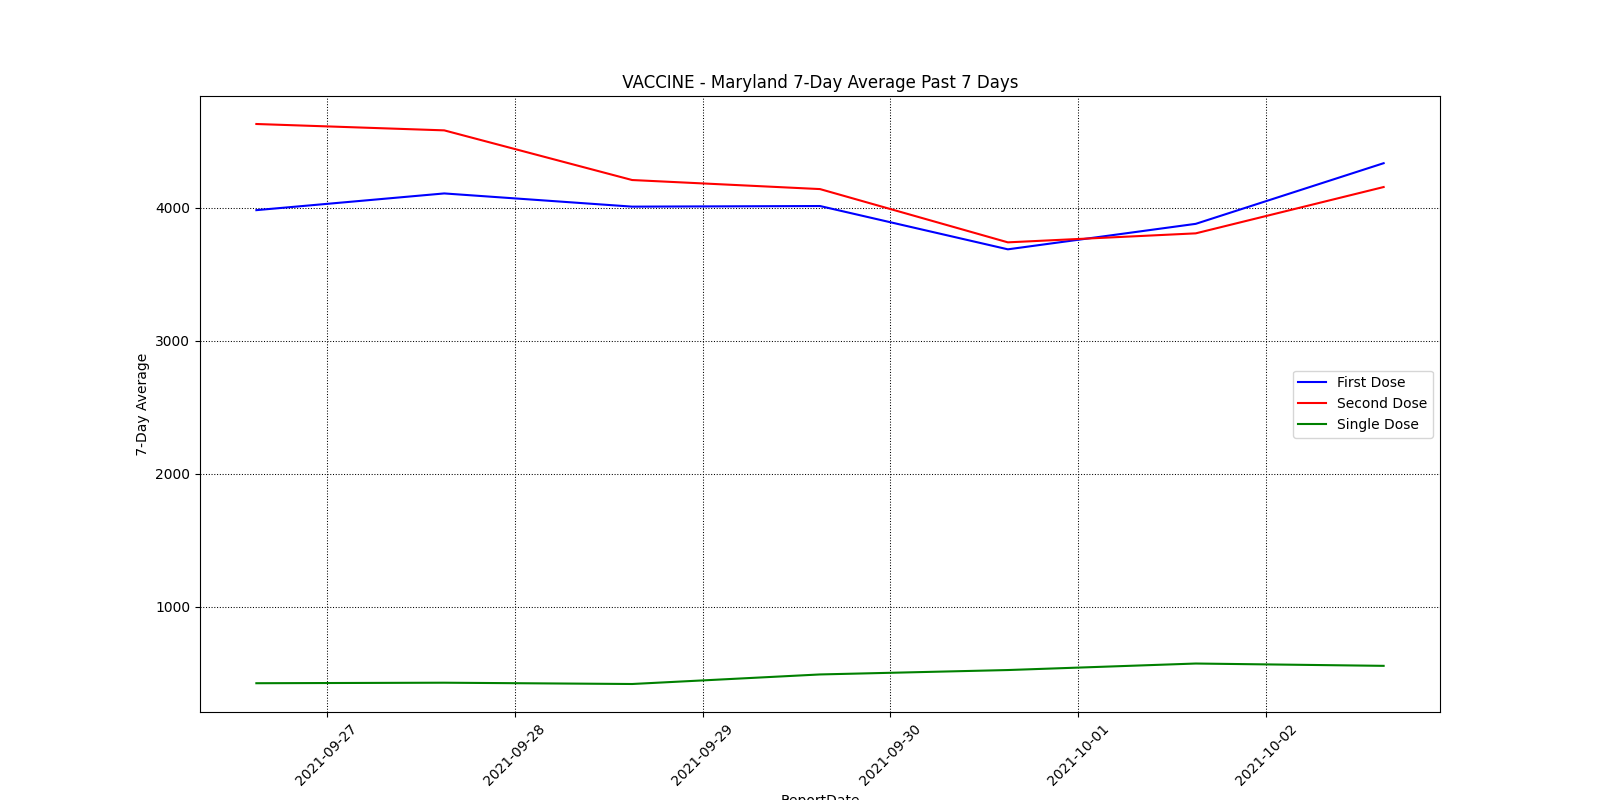 VACCINE - Maryland 7-Day Average Past 7 Days
7-Day Average
4000
3000
2000
1000
First Dose
Second Dose
Single Dose
2021-09-27
2021-09-28
2021-09-29
2021-09-30
2021-10-01
2021-10-02
ReportDate